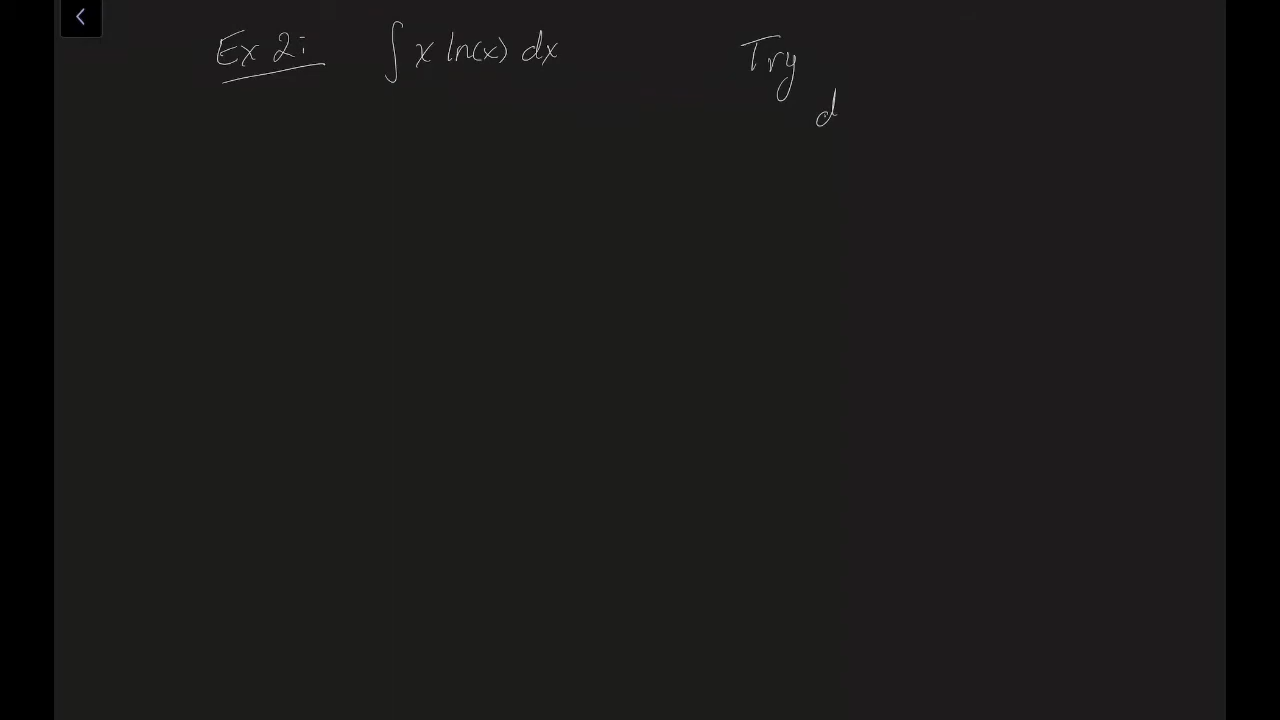 Ex 2: ∫ x ln(x) dx Try
d